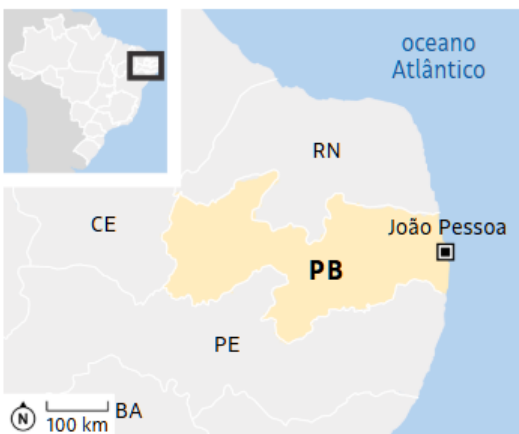 oceano
Atlântico
RN
CE
João Pessoa
PB
PE
BA
N
100 km